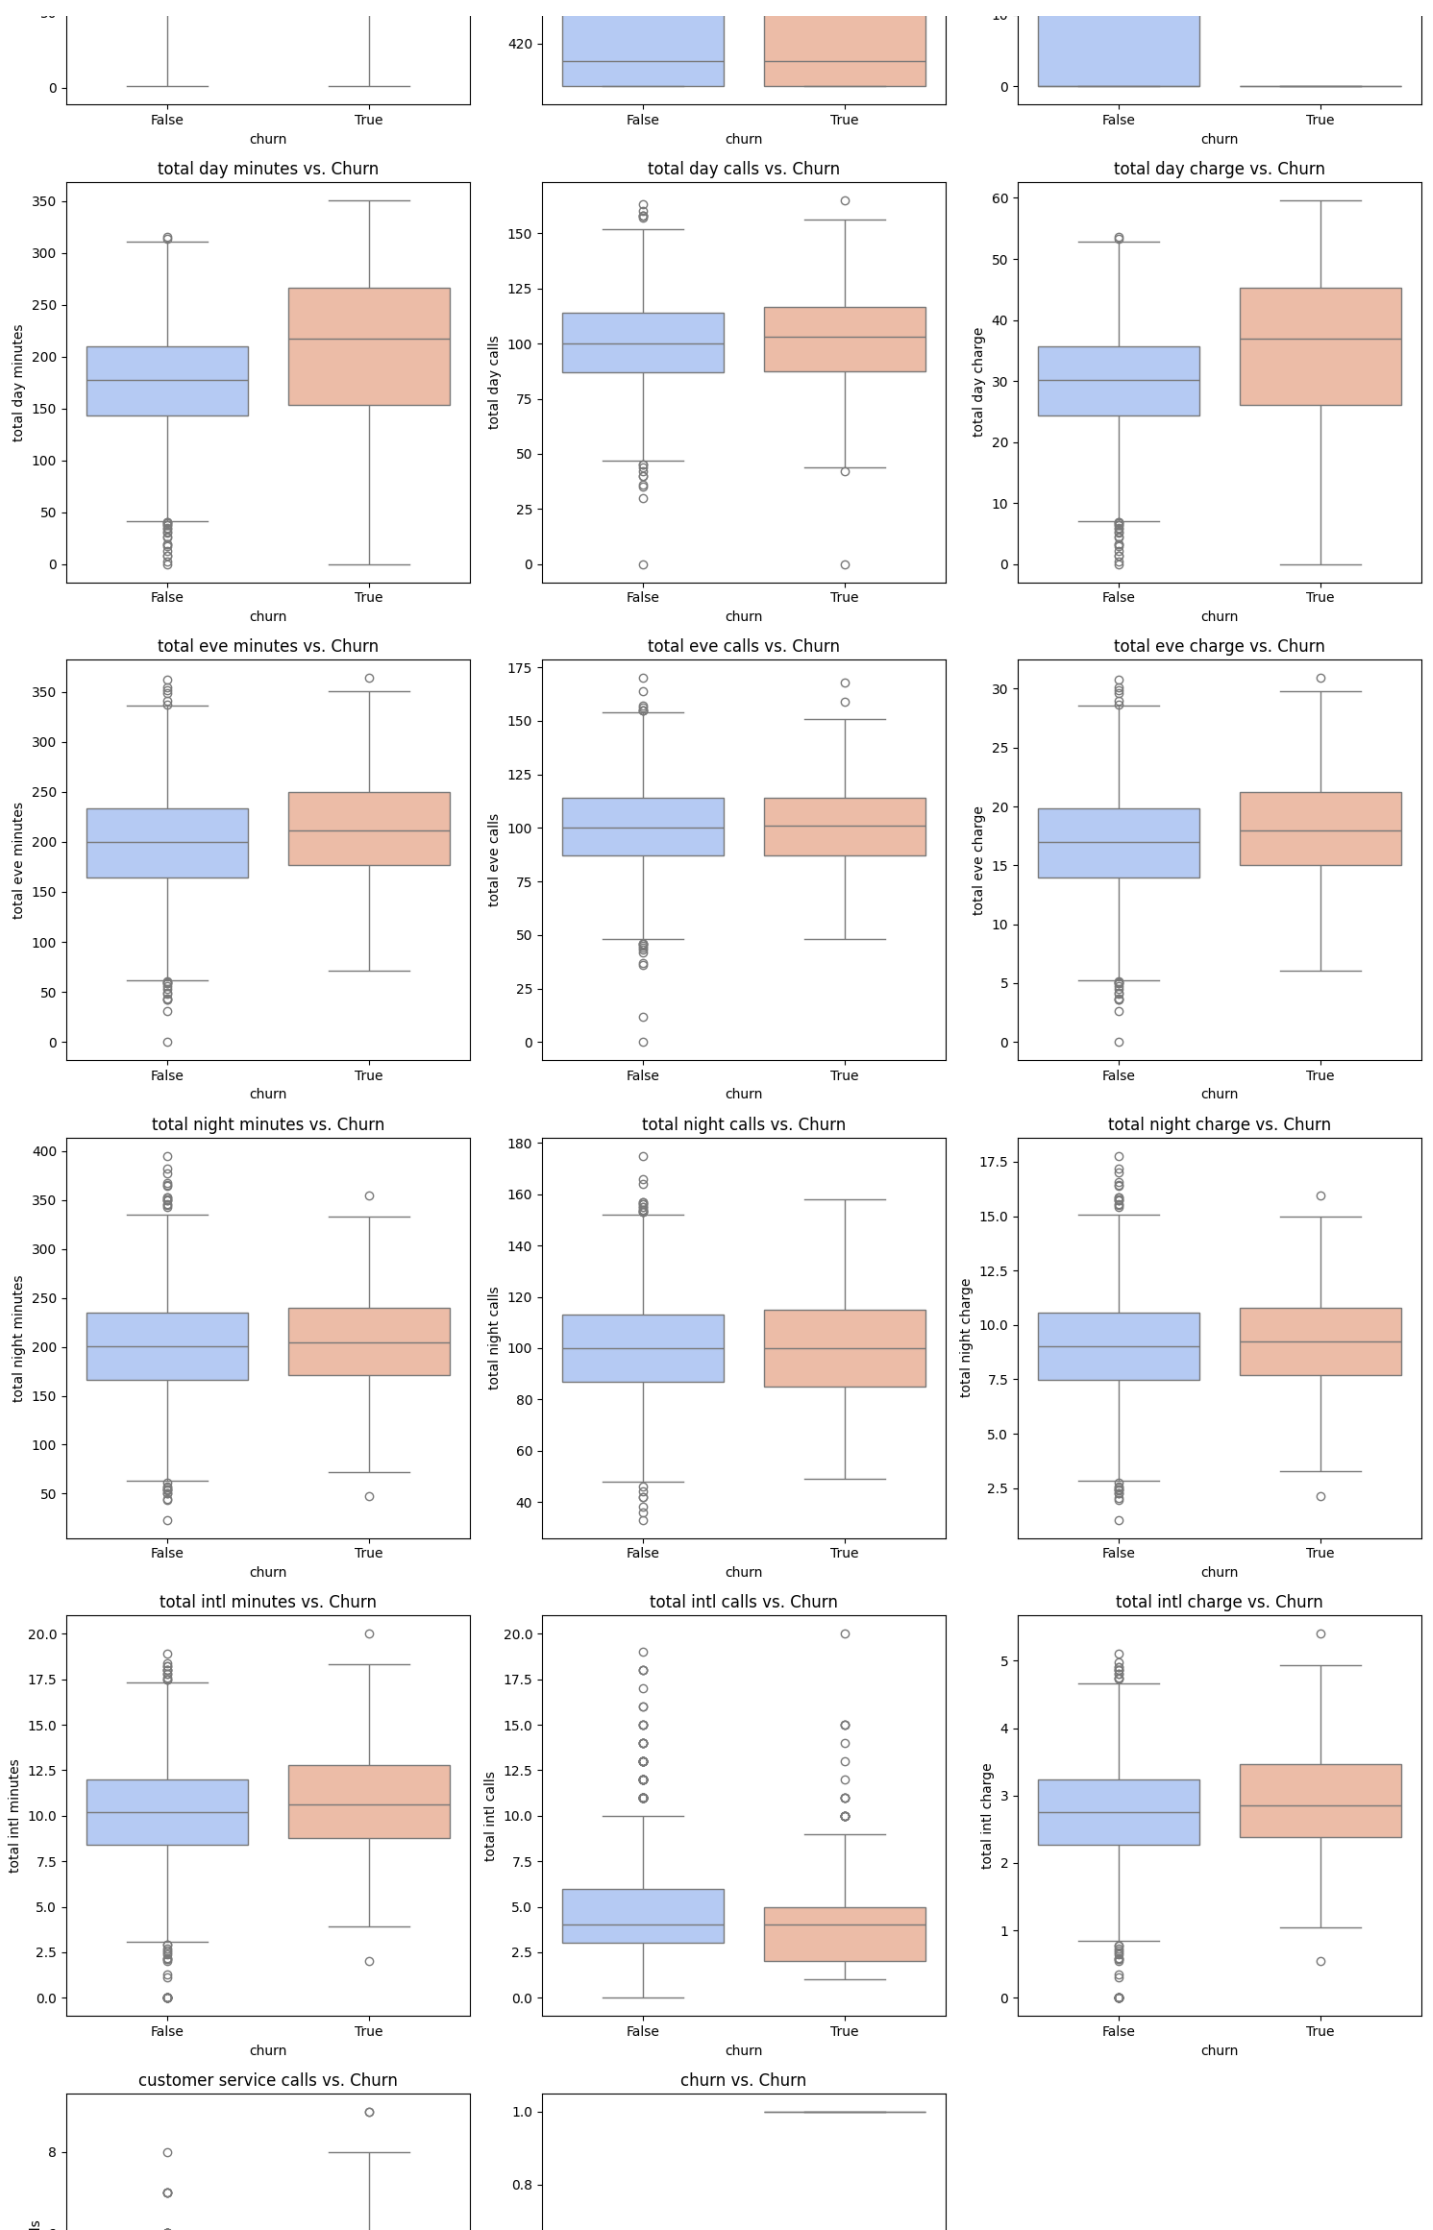 0
False
True
churn
420
False
True
churn
10
0
False
True
churn
total day minutes vs. Churn
total day minutes
350
300
250
200
150
100
50
0
False
True
churn
total day calls vs. Churn
total day calls
150
125
100
75
50
25
0
False
True
churn
total day charge vs. Churn
total day charge
60
50
40
30
20
10
0
False
True
churn
total eve minutes vs. Churn
total eve minutes
350
300
250
200
150
100
50
0
False
True
churn
total eve calls vs. Churn
total eve calls
175
150
125
100
75
50
25
0
False
True
churn
total eve charge vs. Churn
total eve charge
30
25
20
15
10
5
0
False
True
churn
total night minutes vs. Churn
total night minutes
400
350
300
250
200
150
100
50
False
True
churn
total night calls vs. Churn
total night calls
180
160
140
120
100
80
60
40
False
True
churn
total night charge vs. Churn
total night charge
17.5
15.0
12.5
10.0
7.5
5.0
2.5
False
True
churn
total intl minutes vs. Churn
total intl minutes
20.0
17.5
15.0
12.5
10.0
7.5
5.0
2.5
0.0
False
True
churn
total intl calls vs. Churn
total intl calls
20.0
17.5
15.0
12.5
10.0
7.5
5.0
2.5
0.0
False
True
churn
total intl charge vs. Churn
total intl charge
5
4
3
2
1
0
False
True
churn
customer service calls vs. Churn
8
churn vs. Churn
1.0
0.8